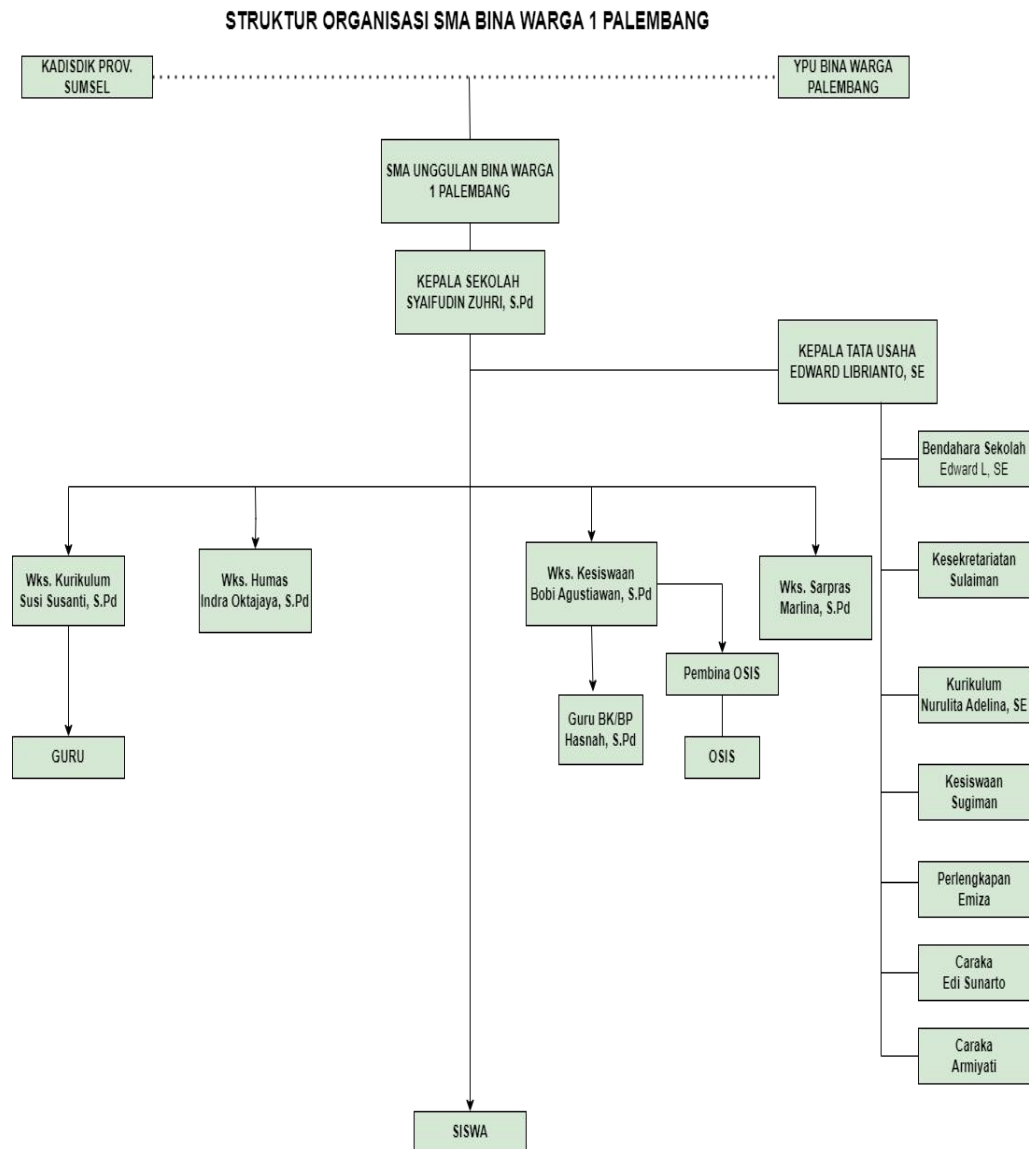 STRUKTUR ORGANISASI SMA BINA WARGA 1 PALEMBANG
KADISDIK PROV.
SUMSEL
YPU BINA WARGA
PALEMBANG
SMA UNGGULAN BINA WARGA
1 PALEMBANG
KEPALA SEKOLAH
SYAIFUDIN ZUHRI, S.Pd
KEPALA TATA USAHA
EDWARD LIBRIANTO, SE
Bendahara Sekolah
Edward L, SE
Wks. Kurikulum
Susi Susanti, S.Pd
Wks. Humas
Indra Oktajaya, S.Pd
Wks. Kesiswaan
Bobi Agustiawan, S.Pd
Wks. Sarpras
Marlina, S.Pd
Kesekretariatan
Sulaiman
Pembina OSIS
Guru BK/BP
Hasnah, S.Pd
Kurikulum
Nurulita Adelina, SE
GURU
OSIS
Kesiswaan
Sugiman
Perlengkapan
Emiza
Caraka
Edi Sunarto
Caraka
Armiyati
SISWA